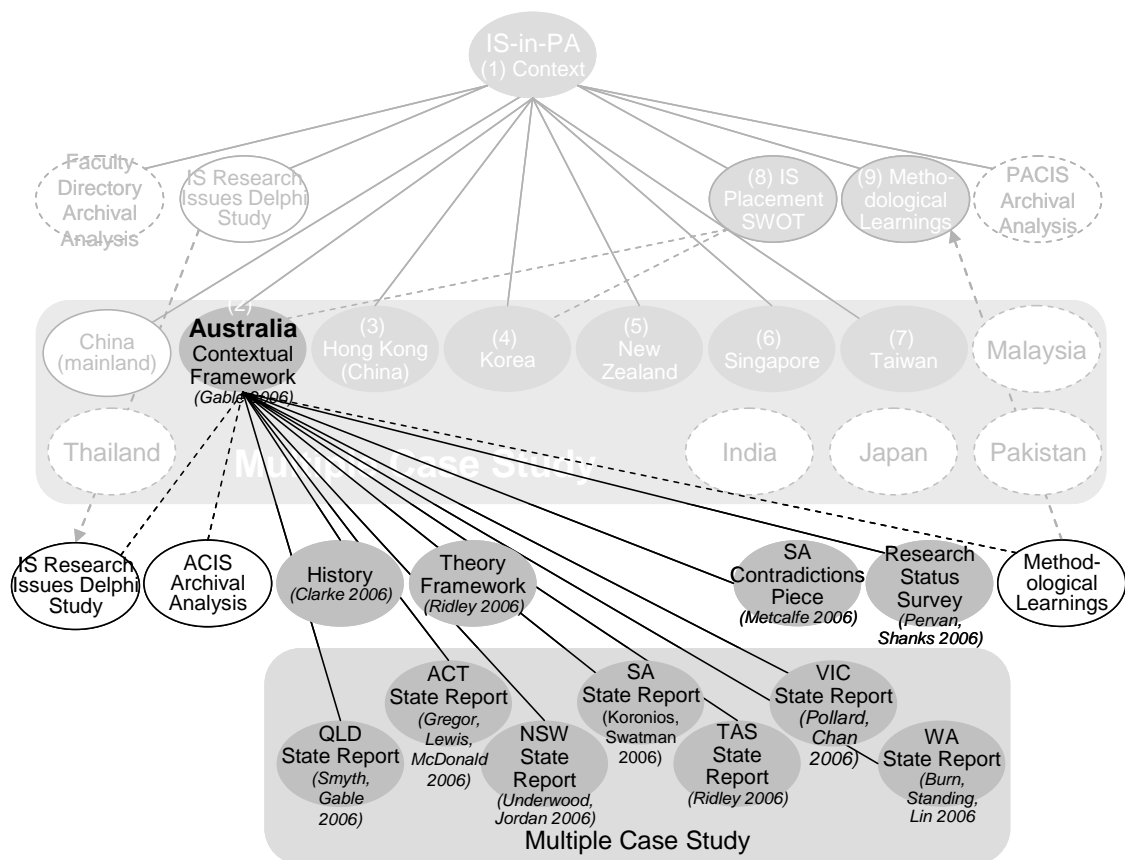 IS-in-PA
(1) Context
Faculty
Directory
Archival
Analysis
IS Research
Issues Delphi
Study
(8) IS
Placement
SWOT
(9) Metho-
dological
Learnings
PACIS
Archival
Analysis
China
(mainland)
(2)
Australia
Contextual
Framework
(Gable 2006)
(3)
Hong Kong
(China)
(4)
Korea
(5)
New
Zealand
(6)
Singapore
(7)
Taiwan
Malaysia
Thailand
Multiple Case Study
India
Japan
Pakistan
IS Research
Issues Delphi
Study
ACIS
Archival
Analysis
History
(Clarke 2006)
Theory
Framework
(Ridley 2006)
SA
Contradictions
Piece
(Metcalfe 2006)
Research
Status
Survey
(Pervan,
Shanks 2006)
Method-
ological
Learnings
QLD
State Report
(Smyth,
Gable
2006)
ACT
State Report
(Gregor,
Lewis,
McDonald
2006)
NSW
State
Report
(Underwood,
Jordan 2006)
SA
State Report
(Koronios,
Swatman
2006)
TAS
State
Report
(Ridley 2006)
VIC
State Report
(Pollard,
Chan
2006)
WA
State Report
(Burn,
Standing,
Lin 2006
Multiple Case Study